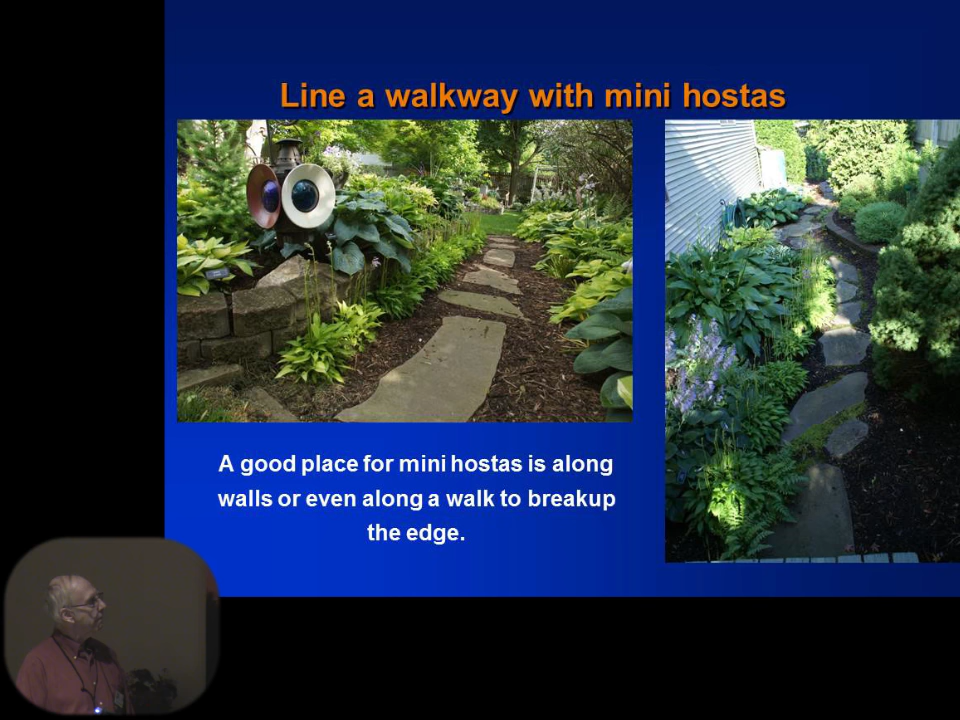 Line a walkway with mini hostas
A good place for mini hostas is along
walls or even along a walk to breakup
the edge.